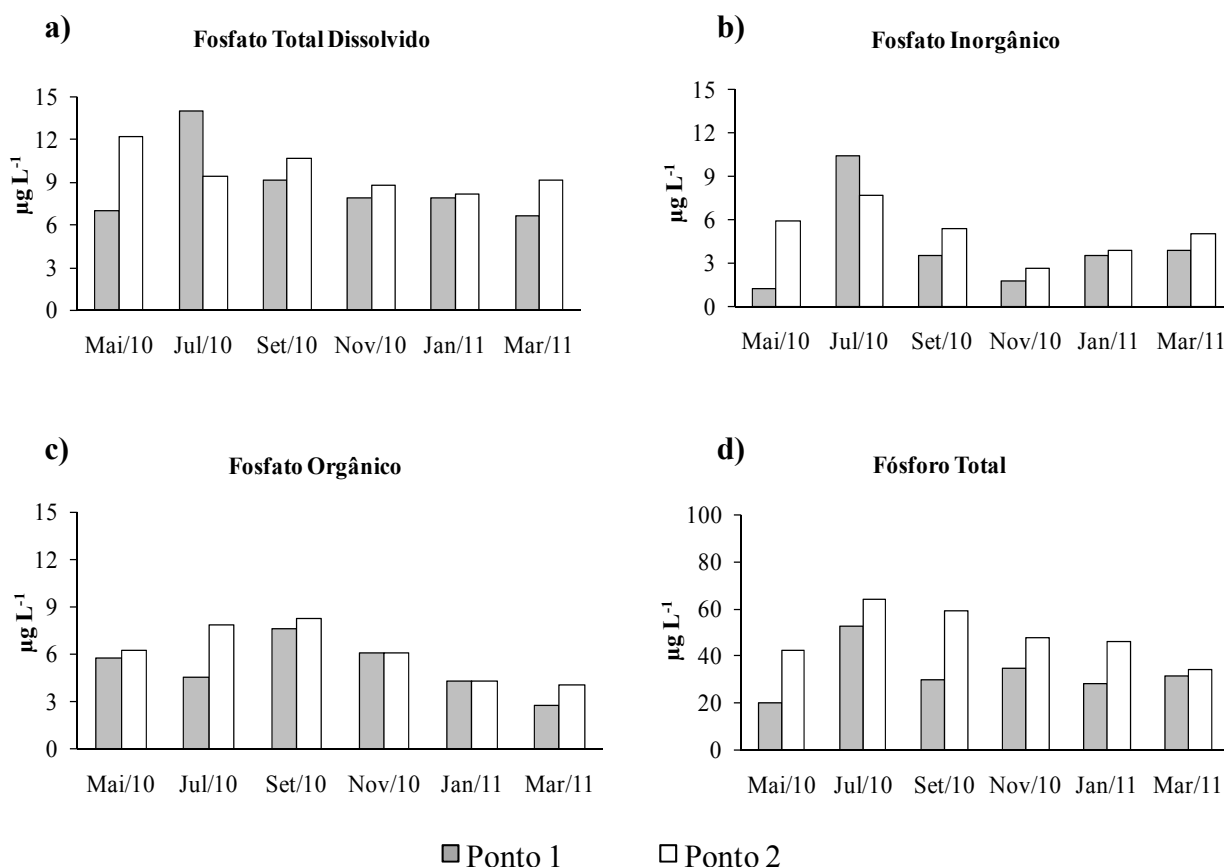 a)
Fosfato Total Dissolvido
15
12
9
6
3
0
µg L-1
Mai/10 Jul/10 Set/10 Nov/10 Jan/11 Mar/11
b)
Fosfato Inorgânico
15
12
9
6
3
0
µg L-1
Mai/10 Jul/10 Set/10 Nov/10 Jan/11 Mar/11
c)
Fosfato Orgânico
15
12
9
6
3
0
µg L-1
Mai/10 Jul/10 Set/10 Nov/10 Jan/11 Mar/11
d)
Fósforo Total
100
80
60
40
20
0
µg L-1
Mai/10 Jul/10 Set/10 Nov/10 Jan/11 Mar/11
Ponto 1 Ponto 2